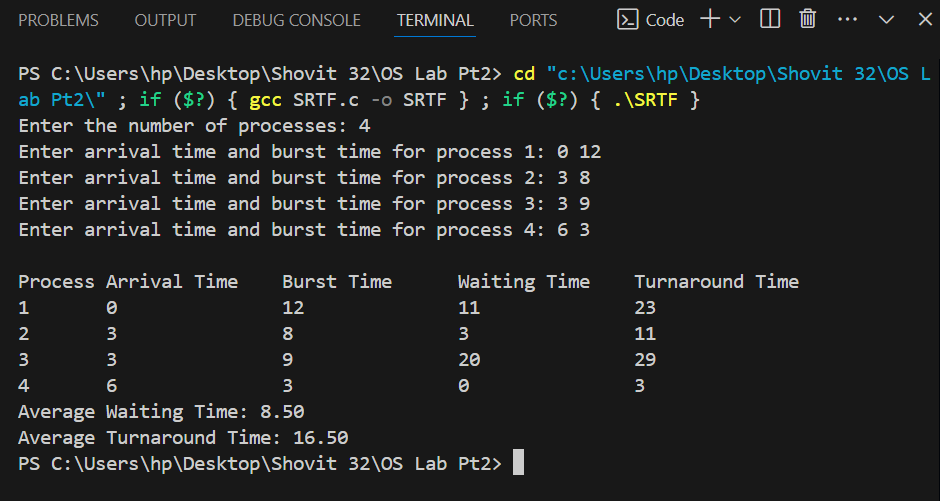 PROBLEMS OUTPUT DEBUG CONSOLE TERMINAL PORTS Code
PS C:\Users\hp\Desktop\Shovit 32\OS Lab Pt2> cd "c:\Users\hp\Desktop\Shovit 32\OS L
ab Pt2\" ; if ($?) { gcc SRTF.c -o SRTF } ; if ($?) { .\SRTF }
Enter the number of processes: 4
Enter arrival time and burst time for process 1: 0 12
Enter arrival time and burst time for process 2: 3 8
Enter arrival time and burst time for process 3: 3 9
Enter arrival time and burst time for process 4: 6 3

Process Arrival Time    Burst Time      Waiting Time    Turnaround Time
1       0               12              11              23
2       3               8               3               11
3       3               9               20              29
4       6               3               0               3
Average Waiting Time: 8.50
Average Turnaround Time: 16.50
PS C:\Users\hp\Desktop\Shovit 32\OS Lab Pt2>